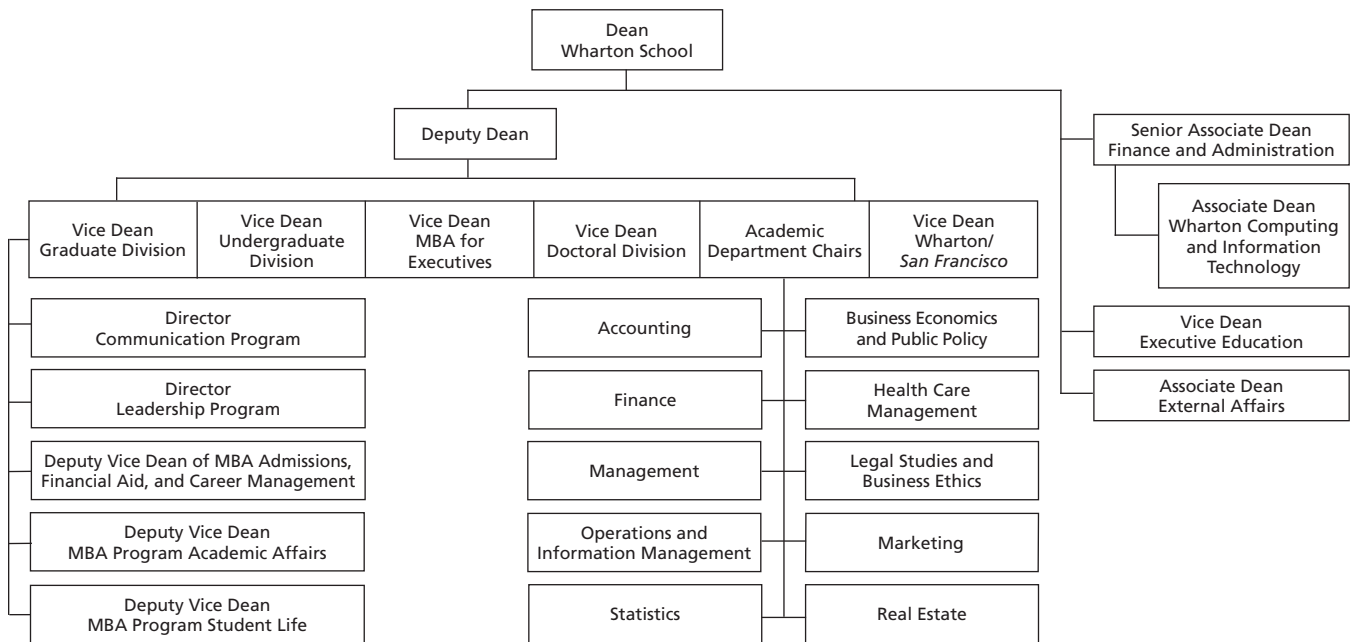 Dean
Wharton School
Deputy Dean
Senior Associate Dean
Finance and Administration
Associate Dean
Wharton Computing
and Information
Technology
Vice Dean
Executive Education
Associate Dean
External Affairs
Vice Dean
Graduate Division
Vice Dean
Undergraduate
Division
Vice Dean
MBA for
Executives
Vice Dean
Doctoral Division
Academic
Department Chairs
Vice Dean
Wharton/
San Francisco
Director
Communication Program
Director
Leadership Program
Deputy Vice Dean of MBA Admissions,
Financial Aid, and Career Management
Deputy Vice Dean
MBA Program Academic Affairs
Deputy Vice Dean
MBA Program Student Life
Accounting
Business Economics
and Public Policy
Finance
Health Care
Management
Management
Legal Studies and
Business Ethics
Operations and
Information Management
Marketing
Statistics
Real Estate